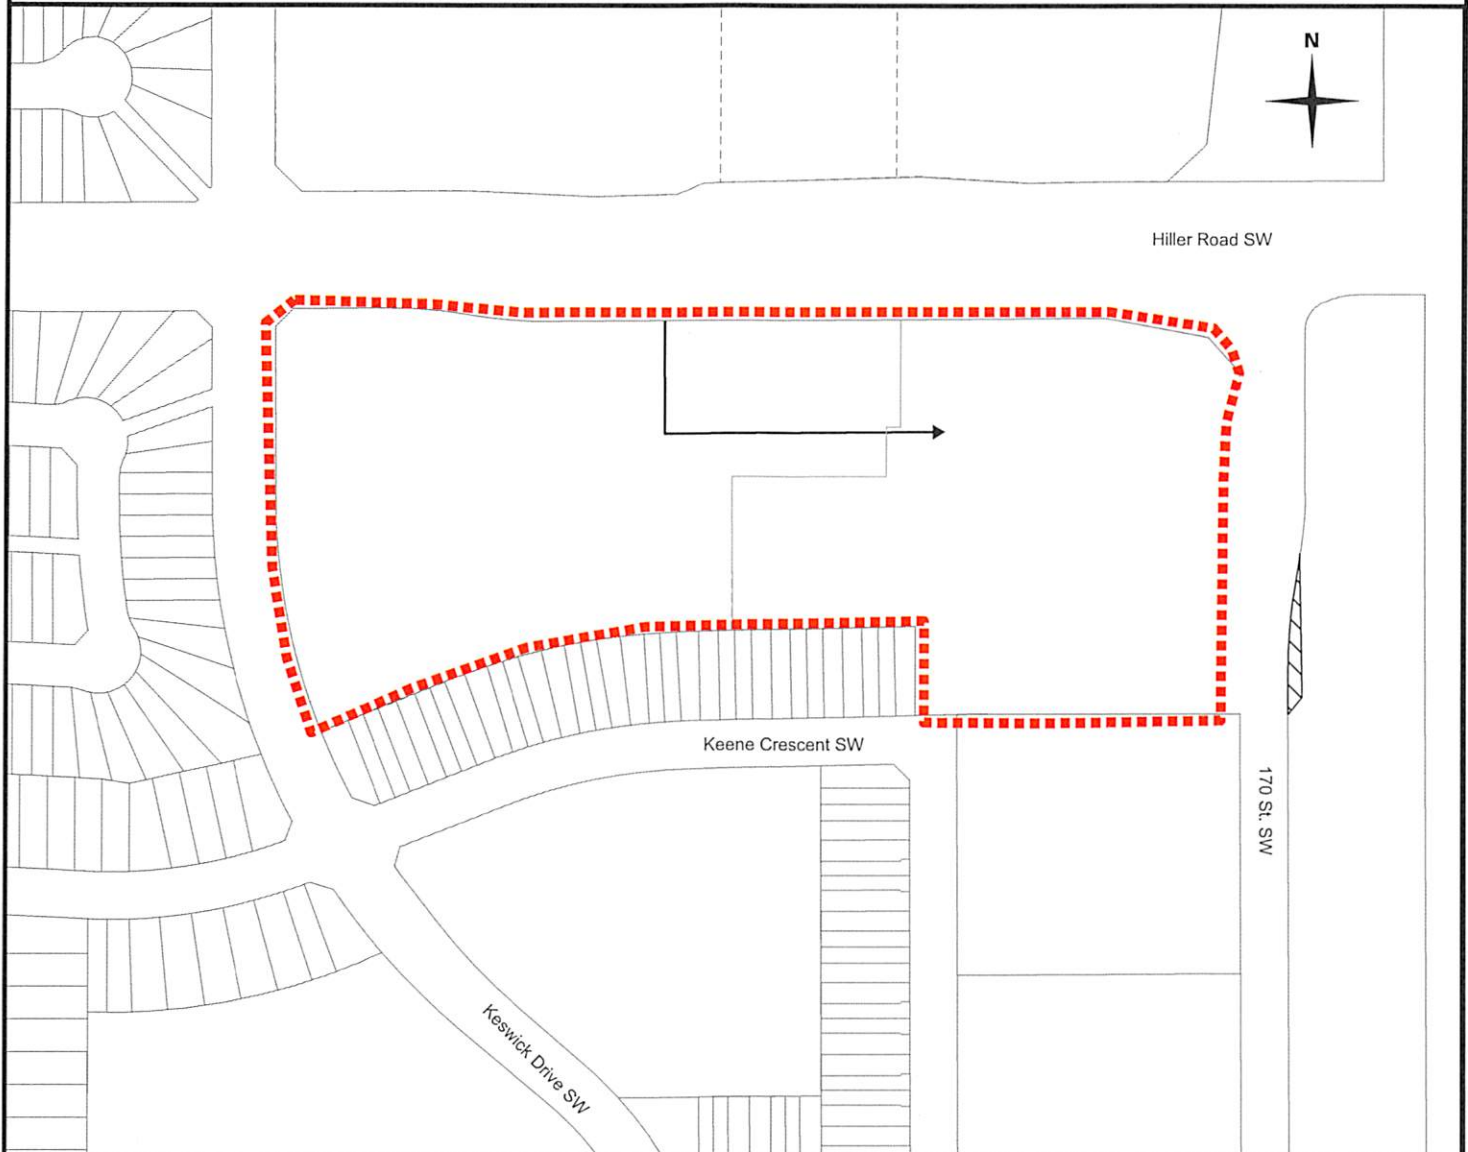 N
Hiller Road SW
Keene Crescent SW
170 St. SW
Keswick Drive SW